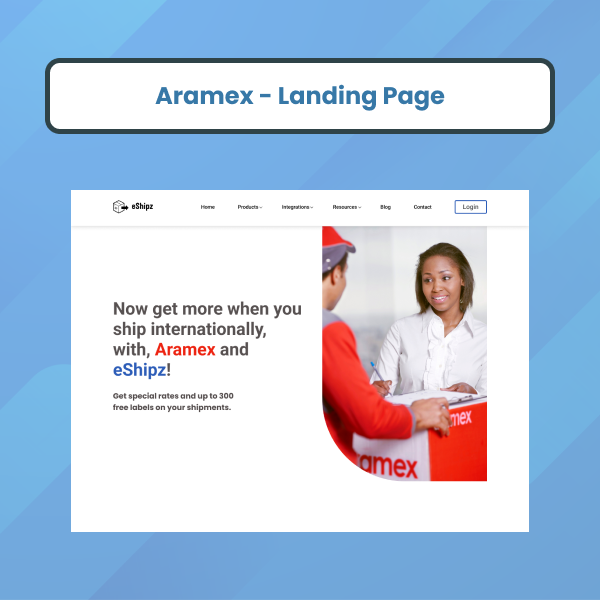 Aramex - Landing Page
eShipz
Home Products Integrations Resources Blog Contact Login
Now get more when you
ship internationally,
with, Aramex and
eShipz!
Get special rates and up to 300
free labels on your shipments.
mex
amex